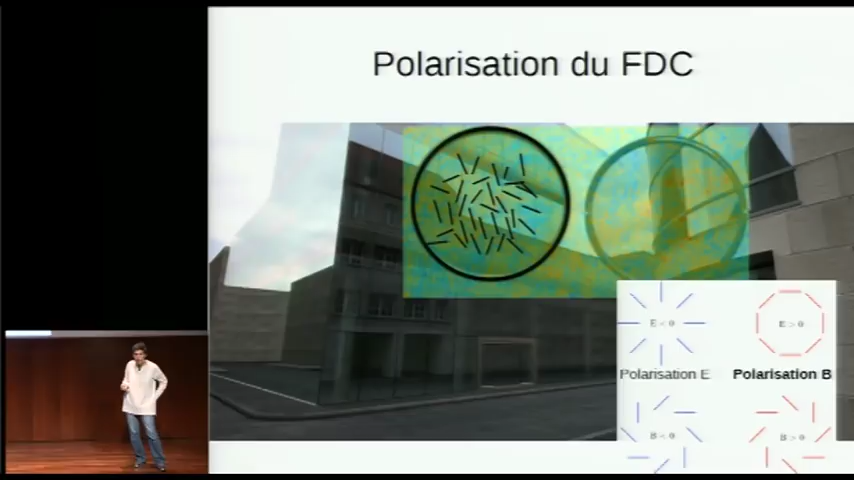 Polarisation du FDC
E < 0
E > 0
Polarisation E
Polarisation B
B < 0
B > 0